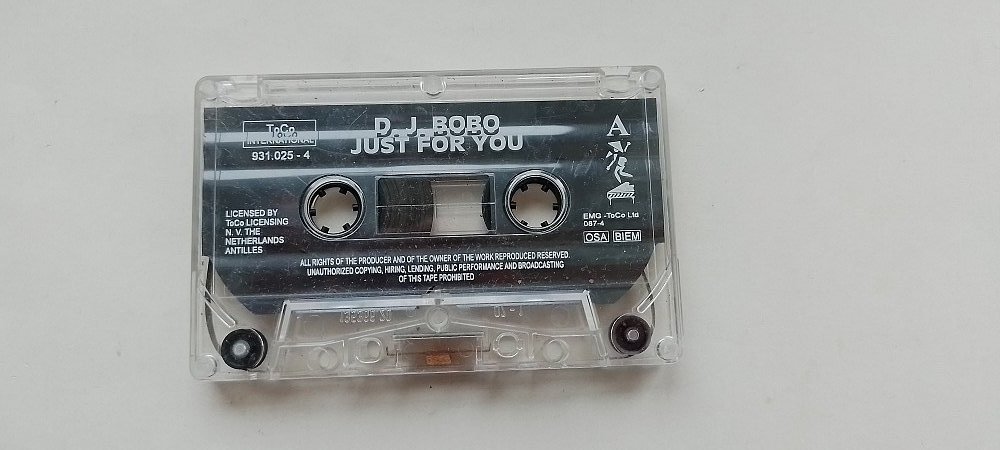 ToCo
INTERNATIONAL
931.025 - 4
D. J. BOBO
JUST FOR YOU
A
LICENSED BY
ToCo LICENSING
N. V. THE
NETHERLANDS
ANTILLES
EMG -ToCo Ltd
087-4
OSA BIEM
ALL RIGHTS OF THE PRODUCER AND OF THE OWNER OF THE WORK REPRODUCED RESERVED.
UNAUTHORIZED COPYING, HIRING, LENDING, PUBLIC PERFORMANCE AND BROADCASTING
OF THIS TAPE PROHIBITED